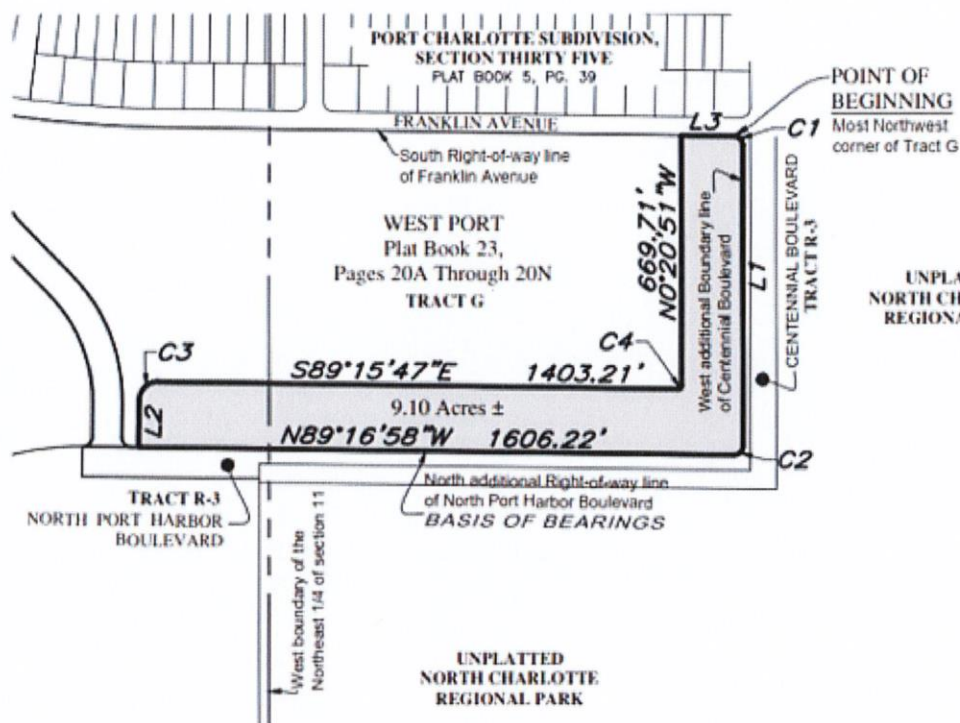 PORT CHARLOTTE SUBDIVISION,
SECTION THIRTY FIVE
PLAT BOOK 5, PG. 39
POINT OF
BEGINNING
Most Northwest
corner of Tract G
FRANKLIN AVENUE
L3
C1
South Right-of-way line
of Franklin Avenue
WEST PORT
Plat Book 23,
Pages 20A Through 20N
TRACT G
669.71'
N0°20'51"W
West additional Boundary line
of Centennial Boulevard
L1
CENTENNIAL BOULEVARD
TRACT R-3
UNPLA
NORTH CH
REGIONA
C3
C4
S89°15'47"E 1403.21'
L2
9.10 Acres ±
N89°16'58"W 1606.22'
C2
North additional Right-of-way line
of North Port Harbor Boulevard
BASIS OF BEARINGS
TRACT R-3
NORTH PORT HARBOR
BOULEVARD
West boundary of the
Northeast 1/4 of section 11
UNPLATTED
NORTH CHARLOTTE
REGIONAL PARK